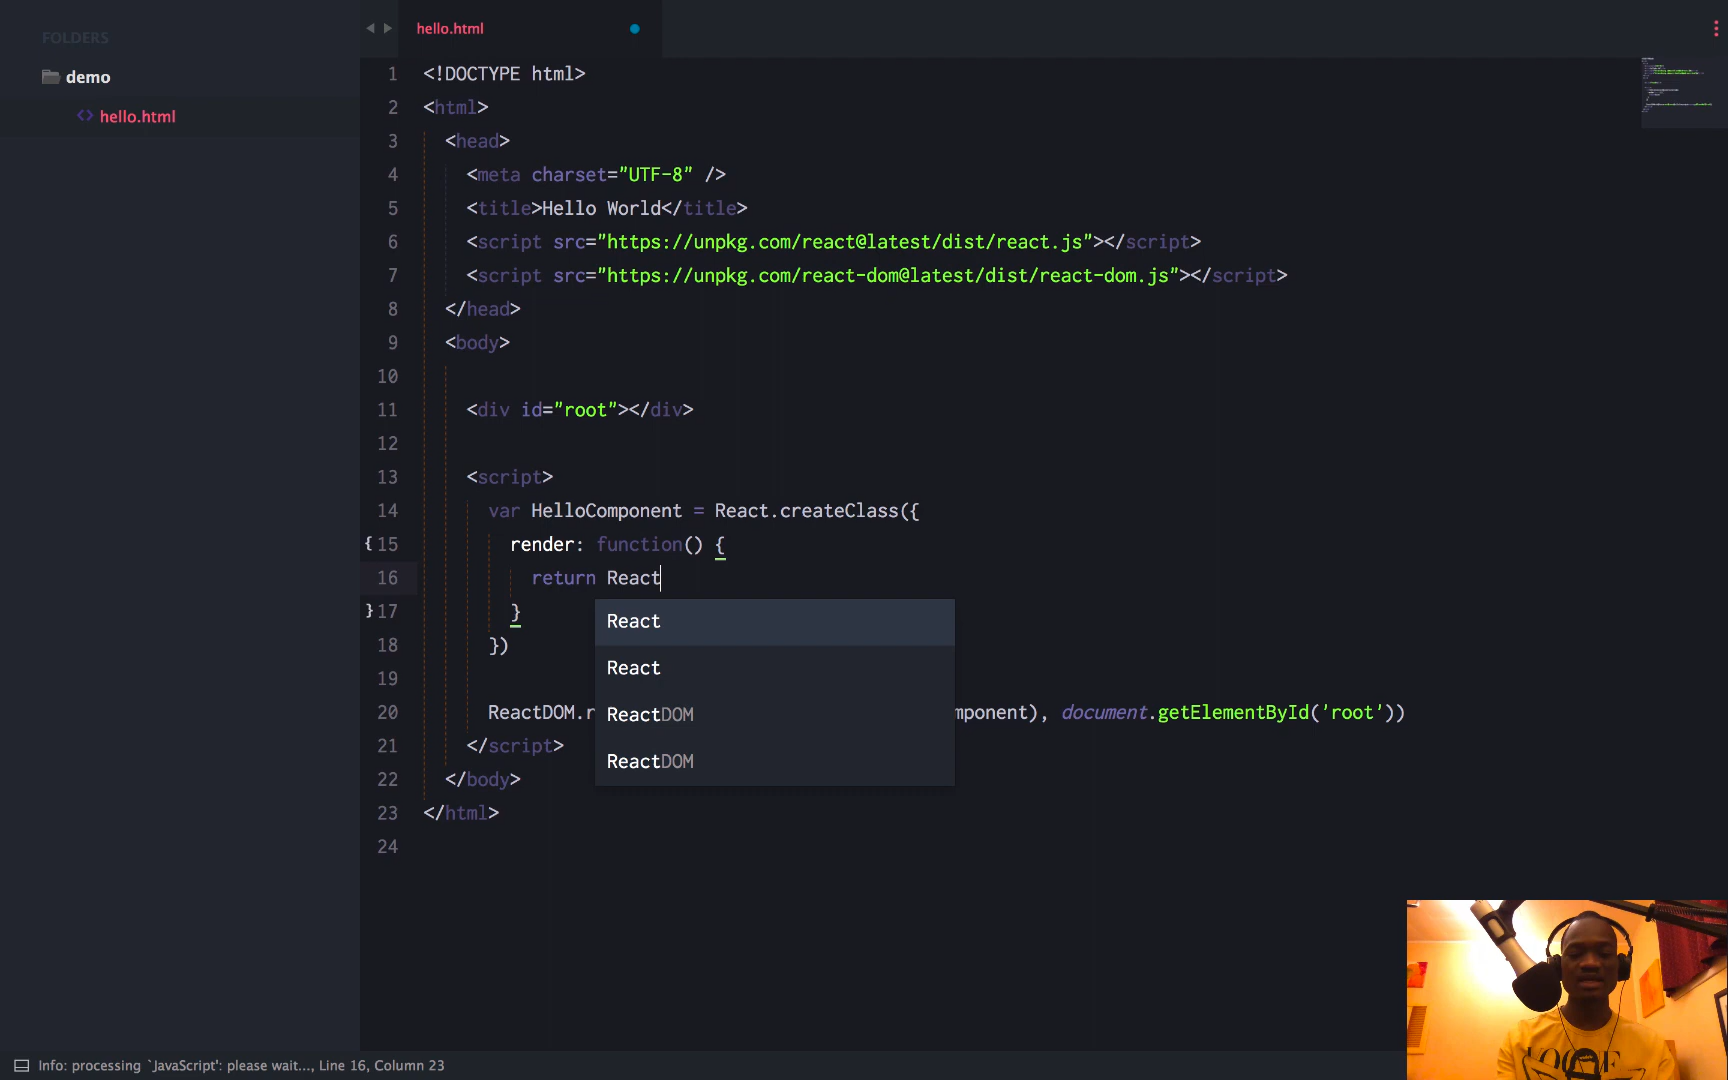 FOLDERS
demo
hello.html
hello.html
1 <!DOCTYPE html>
2 <html>
3 <head>
4 <meta charset="UTF-8" />
5 <title>Hello World</title>
6 <script src="https://unpkg.com/react@latest/dist/react.js"></script>
7 <script src="https://unpkg.com/react-dom@latest/dist/react-dom.js"></script>
8 </head>
9 <body>
10
11 <div id="root"></div>
12
13 <script>
14 var HelloComponent = React.createClass({
{ 15 render: function() {
16 return React
} 17 }
18 })
19
20 ReactDOM.r mponent), document.getElementById('root'))
21 </script>
22 </body>
23 </html>
24
React
React
ReactDOM
ReactDOM
Info: processing `JavaScript': please wait..., Line 16, Column 23